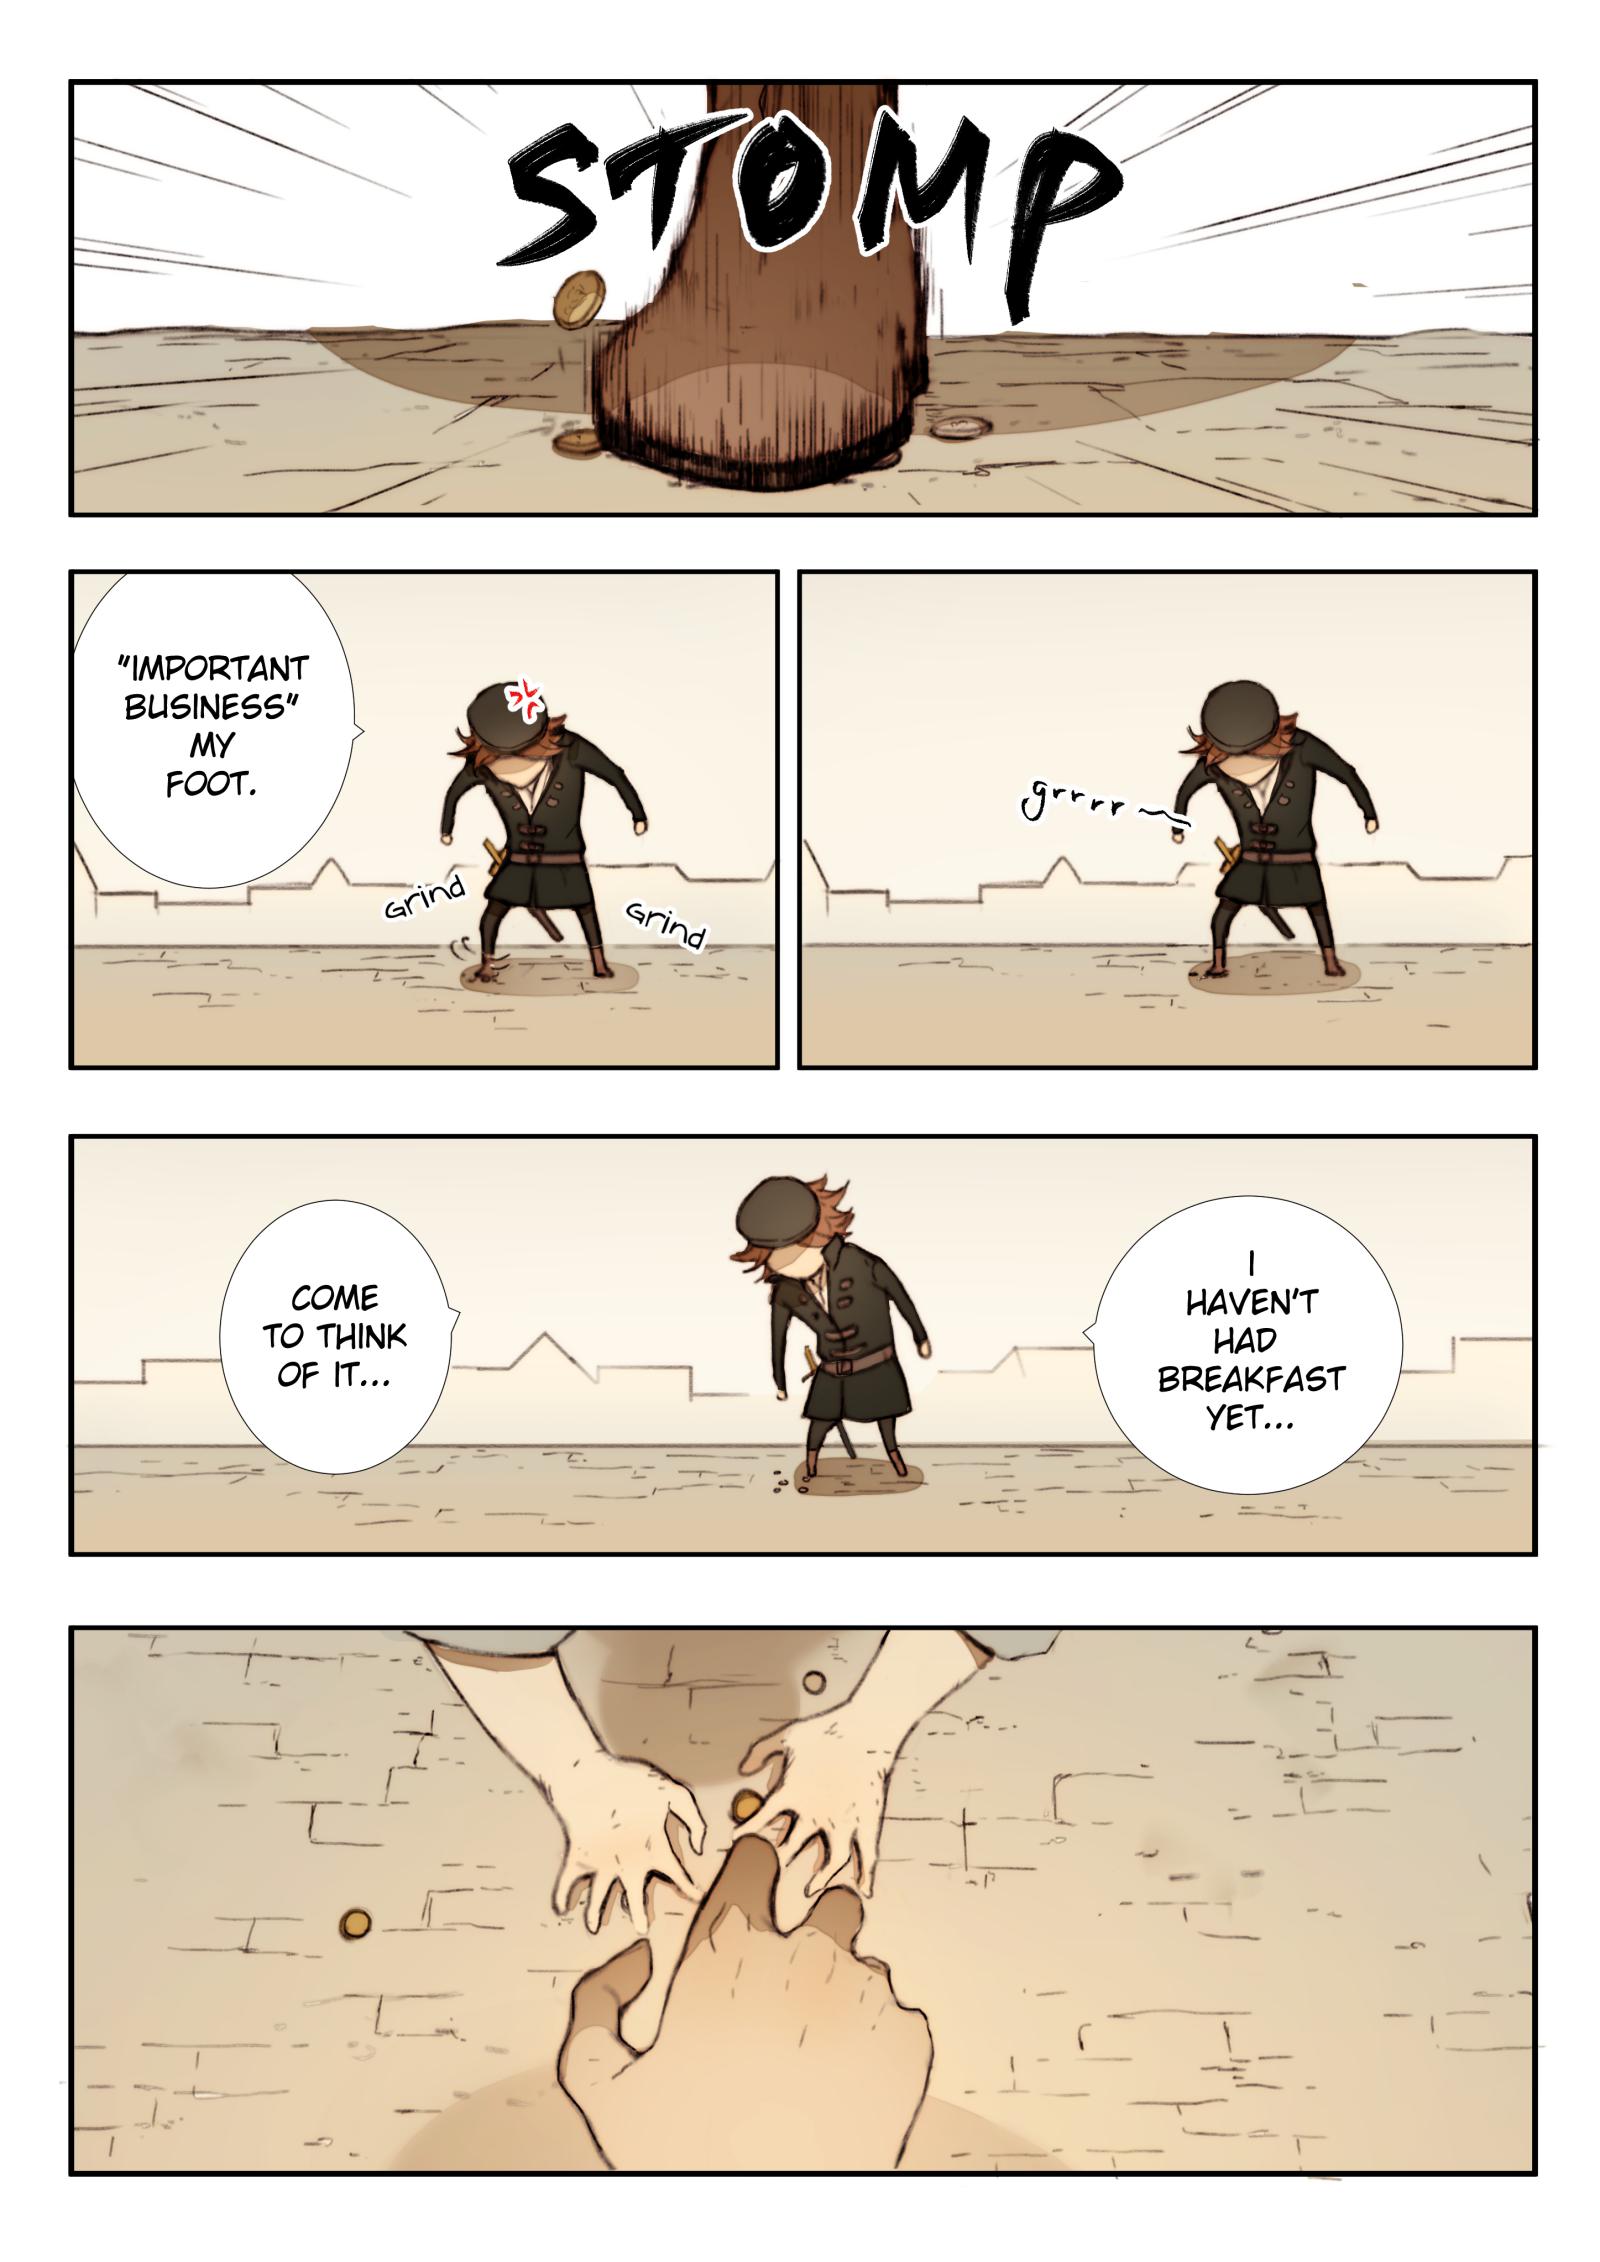 STOMP
"IMPORTANT
BUSINESS"
MY
FOOT.
Grind
Grind
grrrr
COME
TO THINK
OF IT...
I
HAVEN'T
HAD
BREAKFAST
YET...